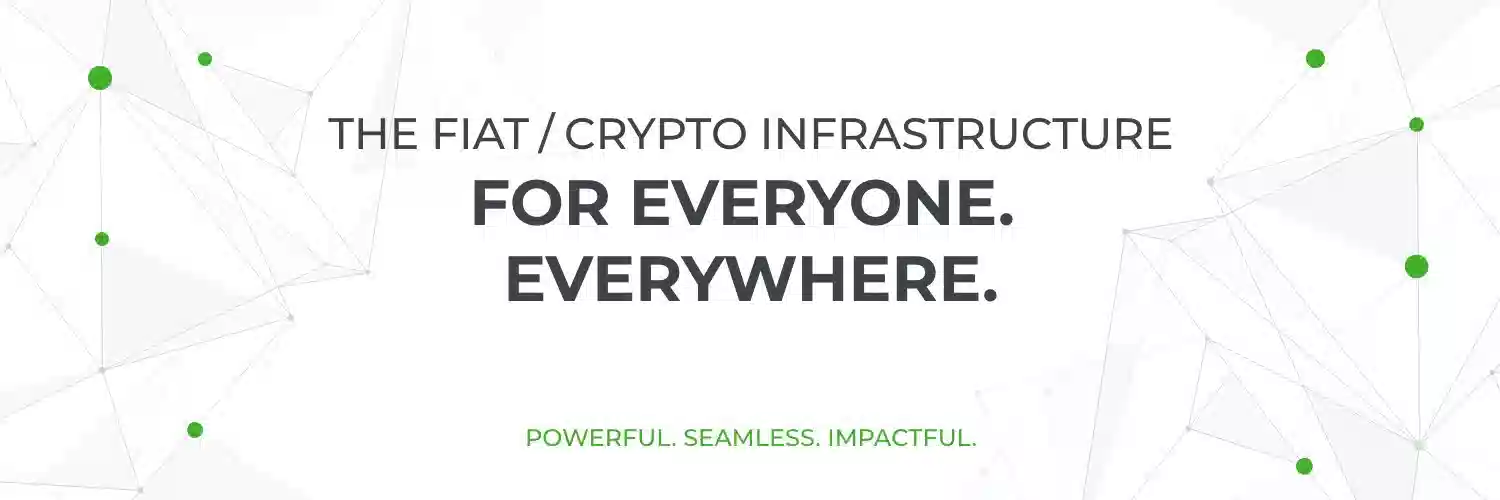 THE FIAT / CRYPTO INFRASTRUCTURE
FOR EVERYONE.
EVERYWHERE.
POWERFUL. SEAMLESS. IMPACTFUL.